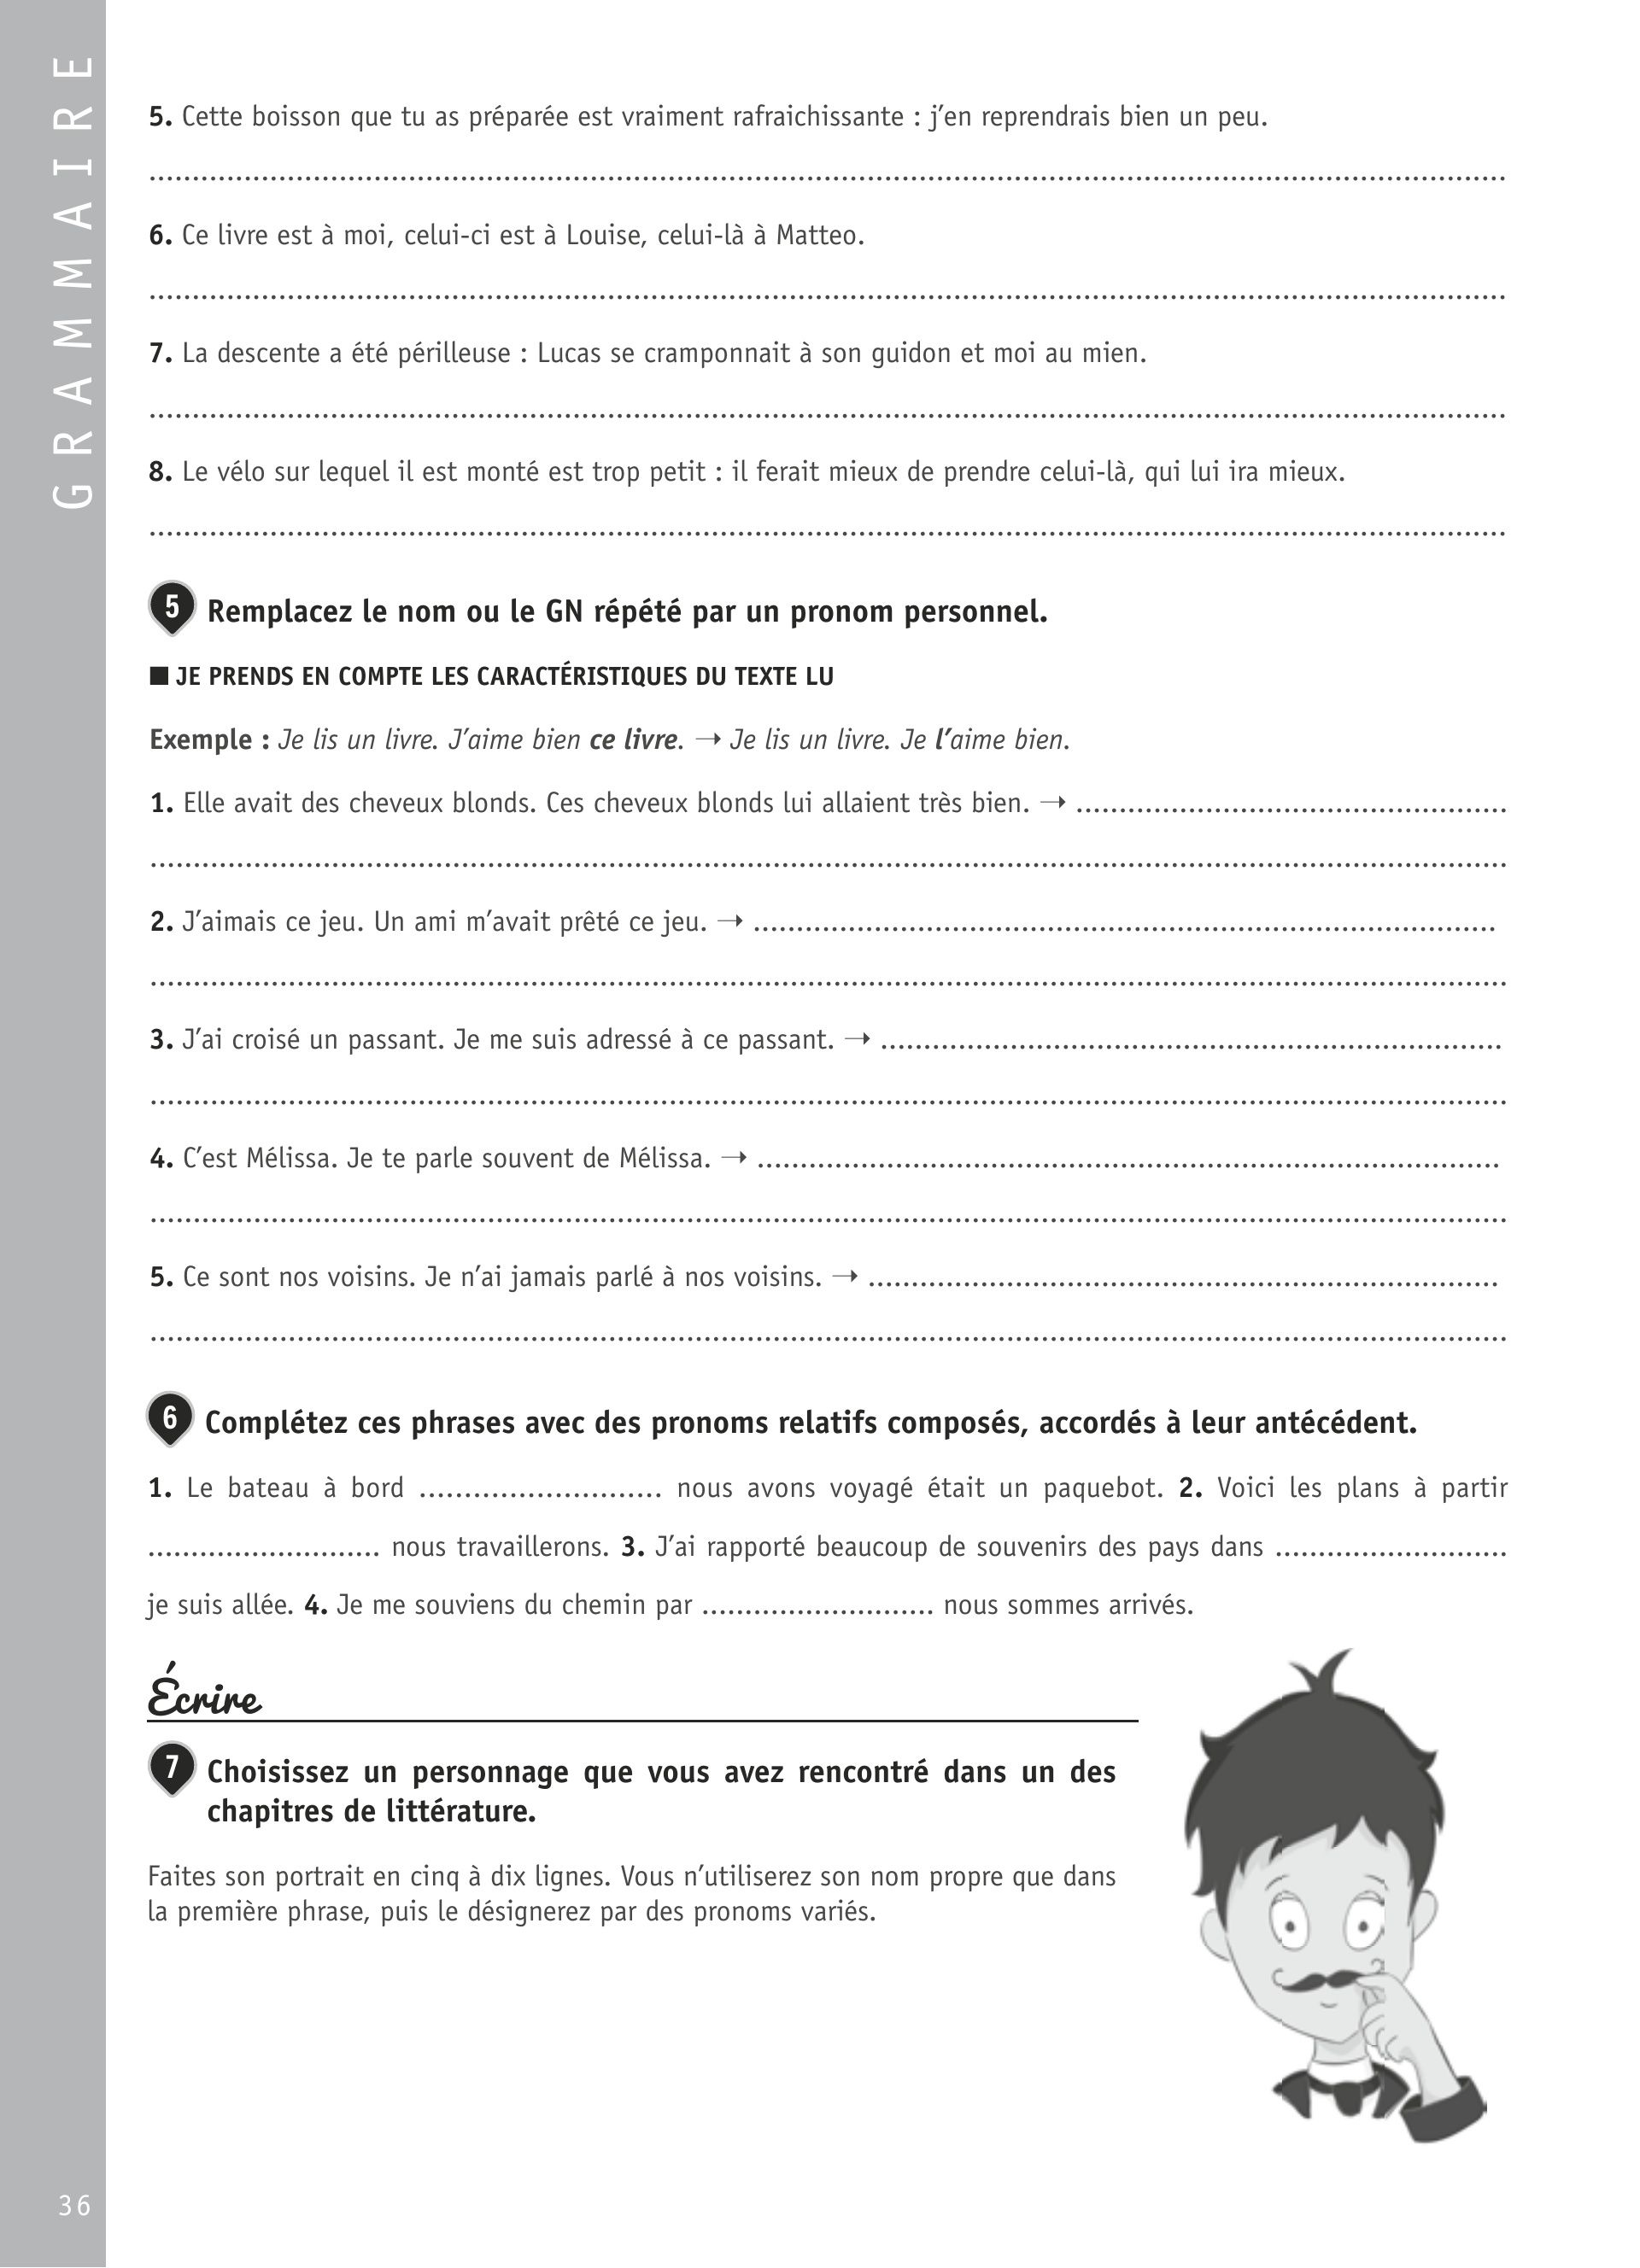 GRAMMAIRE
5. Cette boisson que tu as préparée est vraiment rafraichissante : j’en reprendrais bien un peu.
6. Ce livre est à moi, celui-ci est à Louise, celui-là à Matteo.
7. La descente a été périlleuse : Lucas se cramponnait à son guidon et moi au mien.
8. Le vélo sur lequel il est monté est trop petit : il ferait mieux de prendre celui-là, qui lui ira mieux.
5 Remplacez le nom ou le GN répété par un pronom personnel.
■ JE PRENDS EN COMPTE LES CARACTÉRISTIQUES DU TEXTE LU
Exemple : Je lis un livre. J’aime bien ce livre. → Je lis un livre. Je l’aime bien.
1. Elle avait des cheveux blonds. Ces cheveux blonds lui allaient très bien. → ..................................................
2. J’aimais ce jeu. Un ami m’avait prêté ce jeu. → ..................................................
3. J’ai croisé un passant. Je me suis adressé à ce passant. → ..................................................
4. C’est Mélissa. Je te parle souvent de Mélissa. → ..................................................
5. Ce sont nos voisins. Je n’ai jamais parlé à nos voisins. → ..................................................
6 Complétez ces phrases avec des pronoms relatifs composés, accordés à leur antécédent.
1. Le bateau à bord ............................ nous avons voyagé était un paquebot. 2. Voici les plans à partir
........................... nous travaillerons. 3. J’ai rapporté beaucoup de souvenirs des pays dans ...........................
je suis allée. 4. Je me souviens du chemin par ........................... nous sommes arrivés.
Écrire
7 Choisissez un personnage que vous avez rencontré dans un des
chapitres de littérature.
Faites son portrait en cinq à dix lignes. Vous n’utiliserez son nom propre que dans
la première phrase, puis le désignerez par des pronoms variés.
36